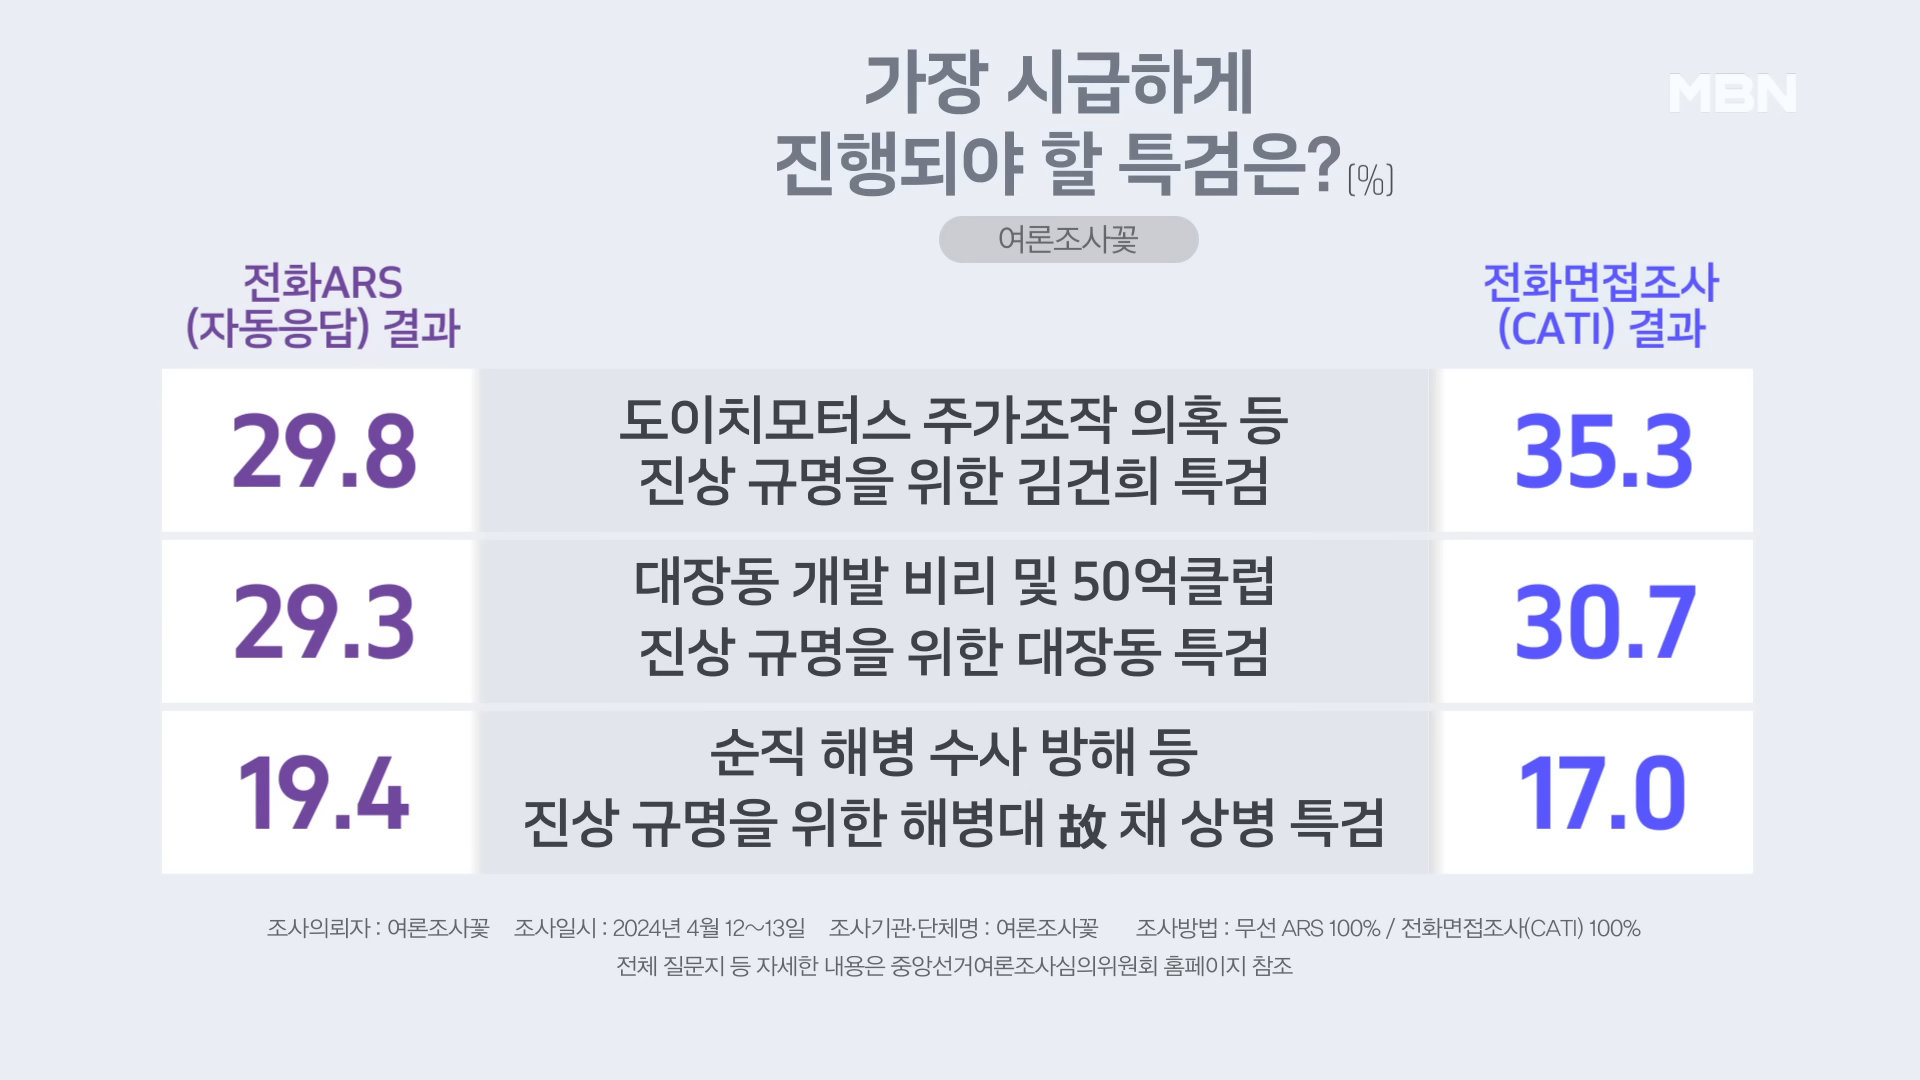 가장 시급하게
진행되야 할 특검은? (%)
MBN
여론조사꽃
전화ARS
(자동응답) 결과
전화면접조사
(CATI) 결과
29.8
도이치모터스 주가조작 의혹 등
진상 규명을 위한 김건희 특검
35.3
29.3
대장동 개발 비리 및 50억클럽
진상 규명을 위한 대장동 특검
30.7
19.4
순직 해병 수사 방해 등
진상 규명을 위한 해병대 故 채 상병 특검
17.0
조사의뢰자 : 여론조사꽃 조사일시 : 2024년 4월 12~13일 조사기관·단체명 : 여론조사꽃 조사방법 : 무선 ARS 100% / 전화면접조사(CATI) 100%
전체 질문지 등 자세한 내용은 중앙선거여론조사심의위원회 홈페이지 참조